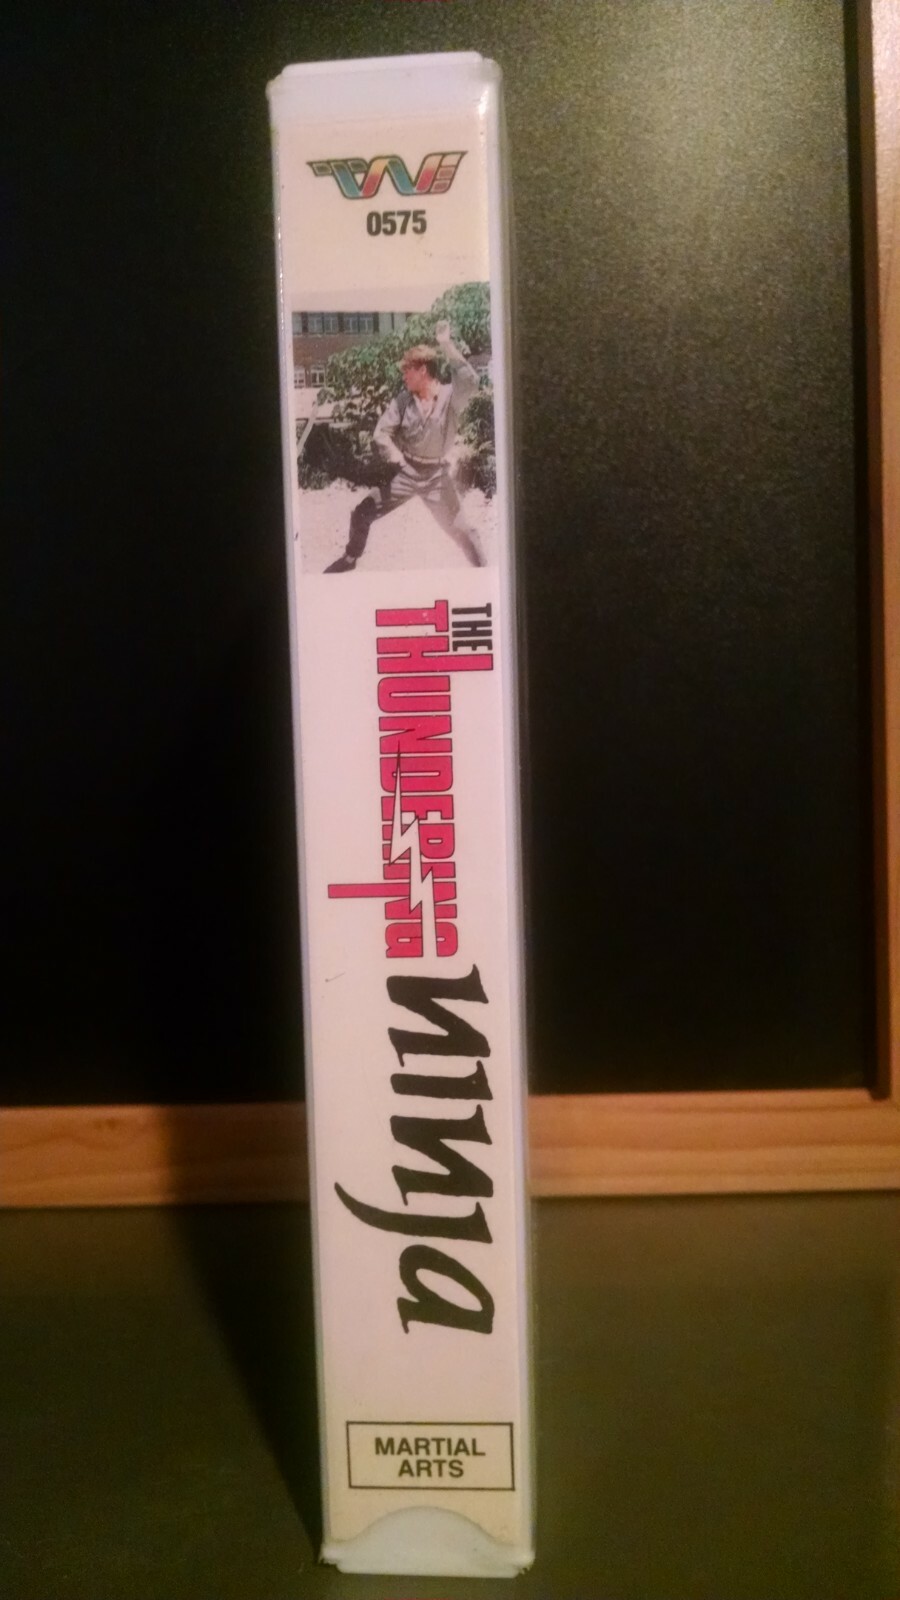 0575
THE
THUNDERING
NINJA
MARTIAL
ARTS